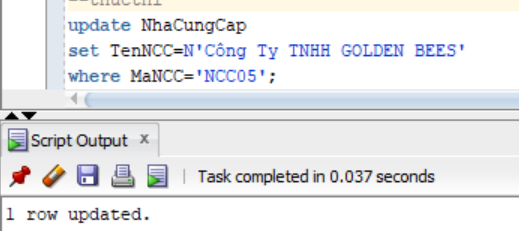 --thucthi
update NhaCungCap
set TenNCC=N'Công Ty TNHH GOLDEN BEES'
where MaNCC='NCC05';
Script Output x
Task completed in 0.037 seconds
1 row updated.